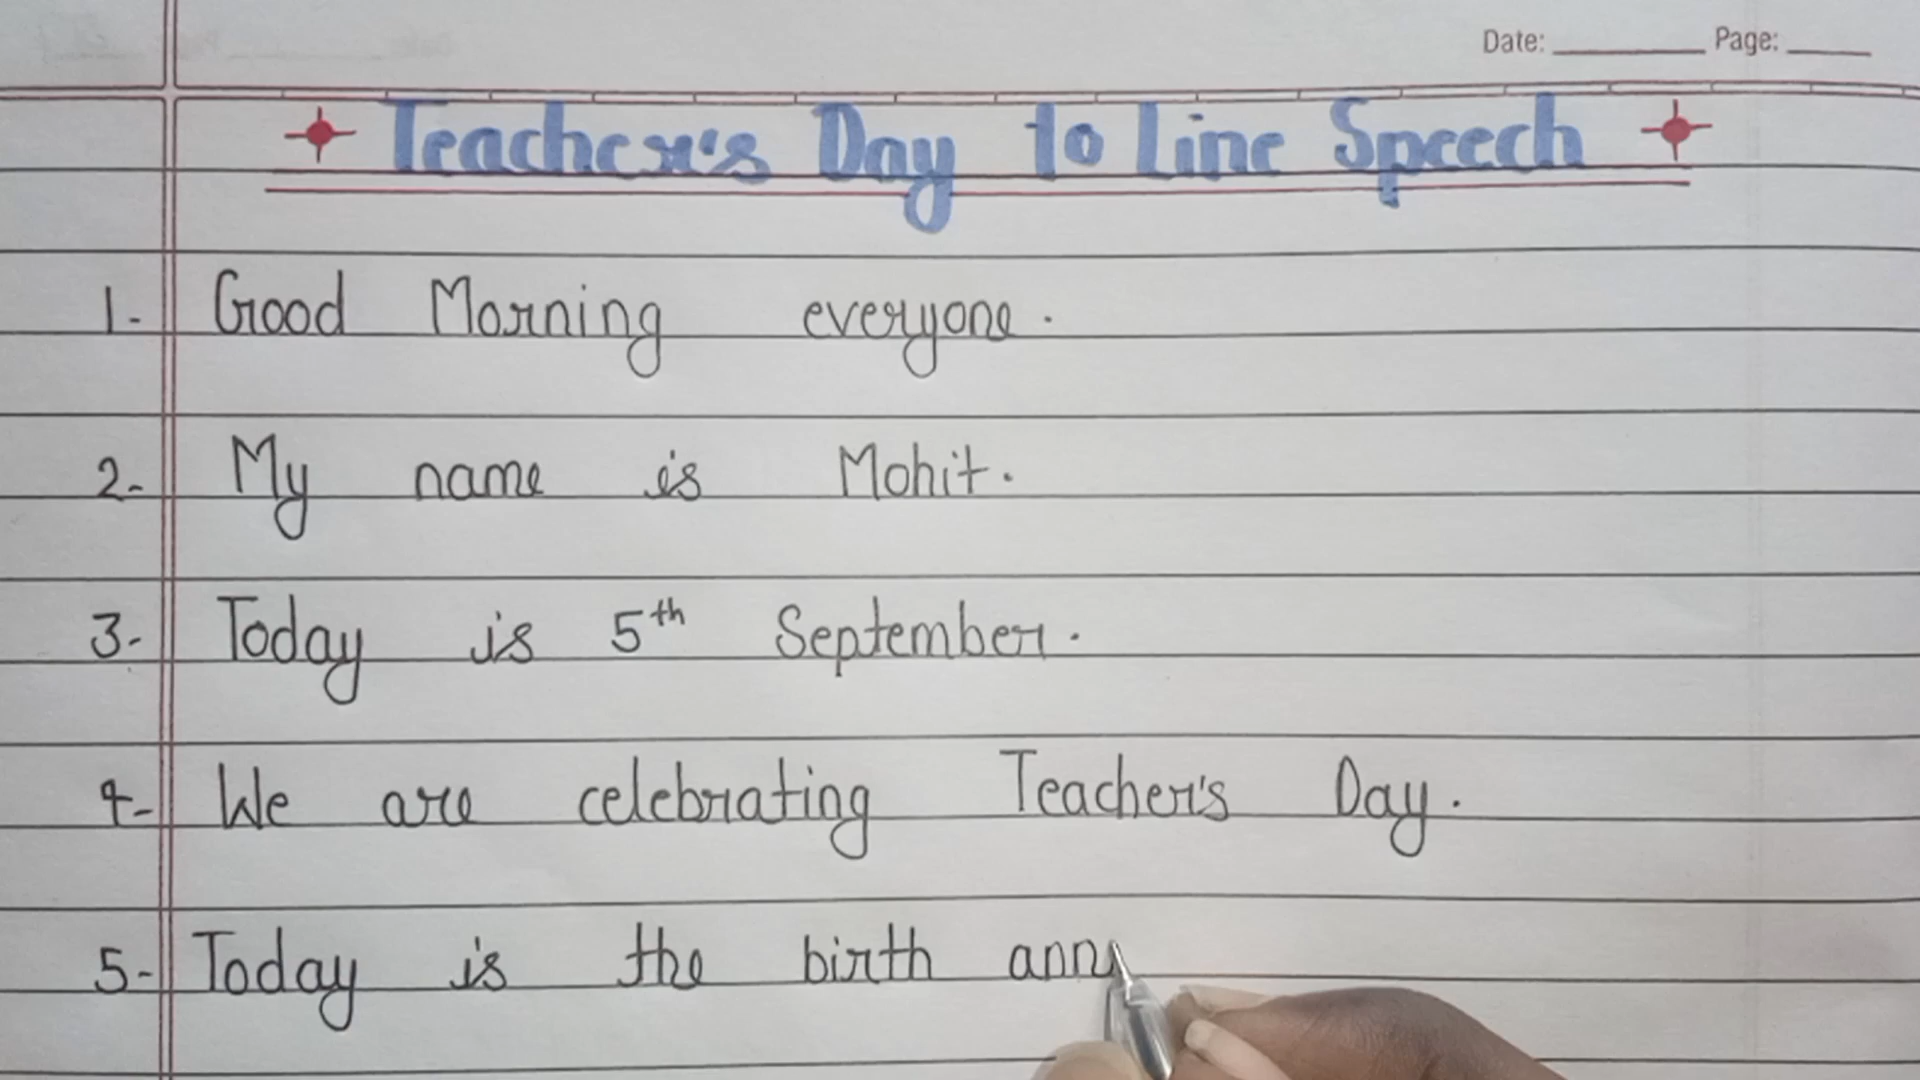 Date: Page:
Teacher's Day 10 Line Speech
1- Good Morning everyone.
2- My name is Mohit.
3- Today is 5th September.
4- We are celebrating Teacher's Day.
5- Today is the birth ann